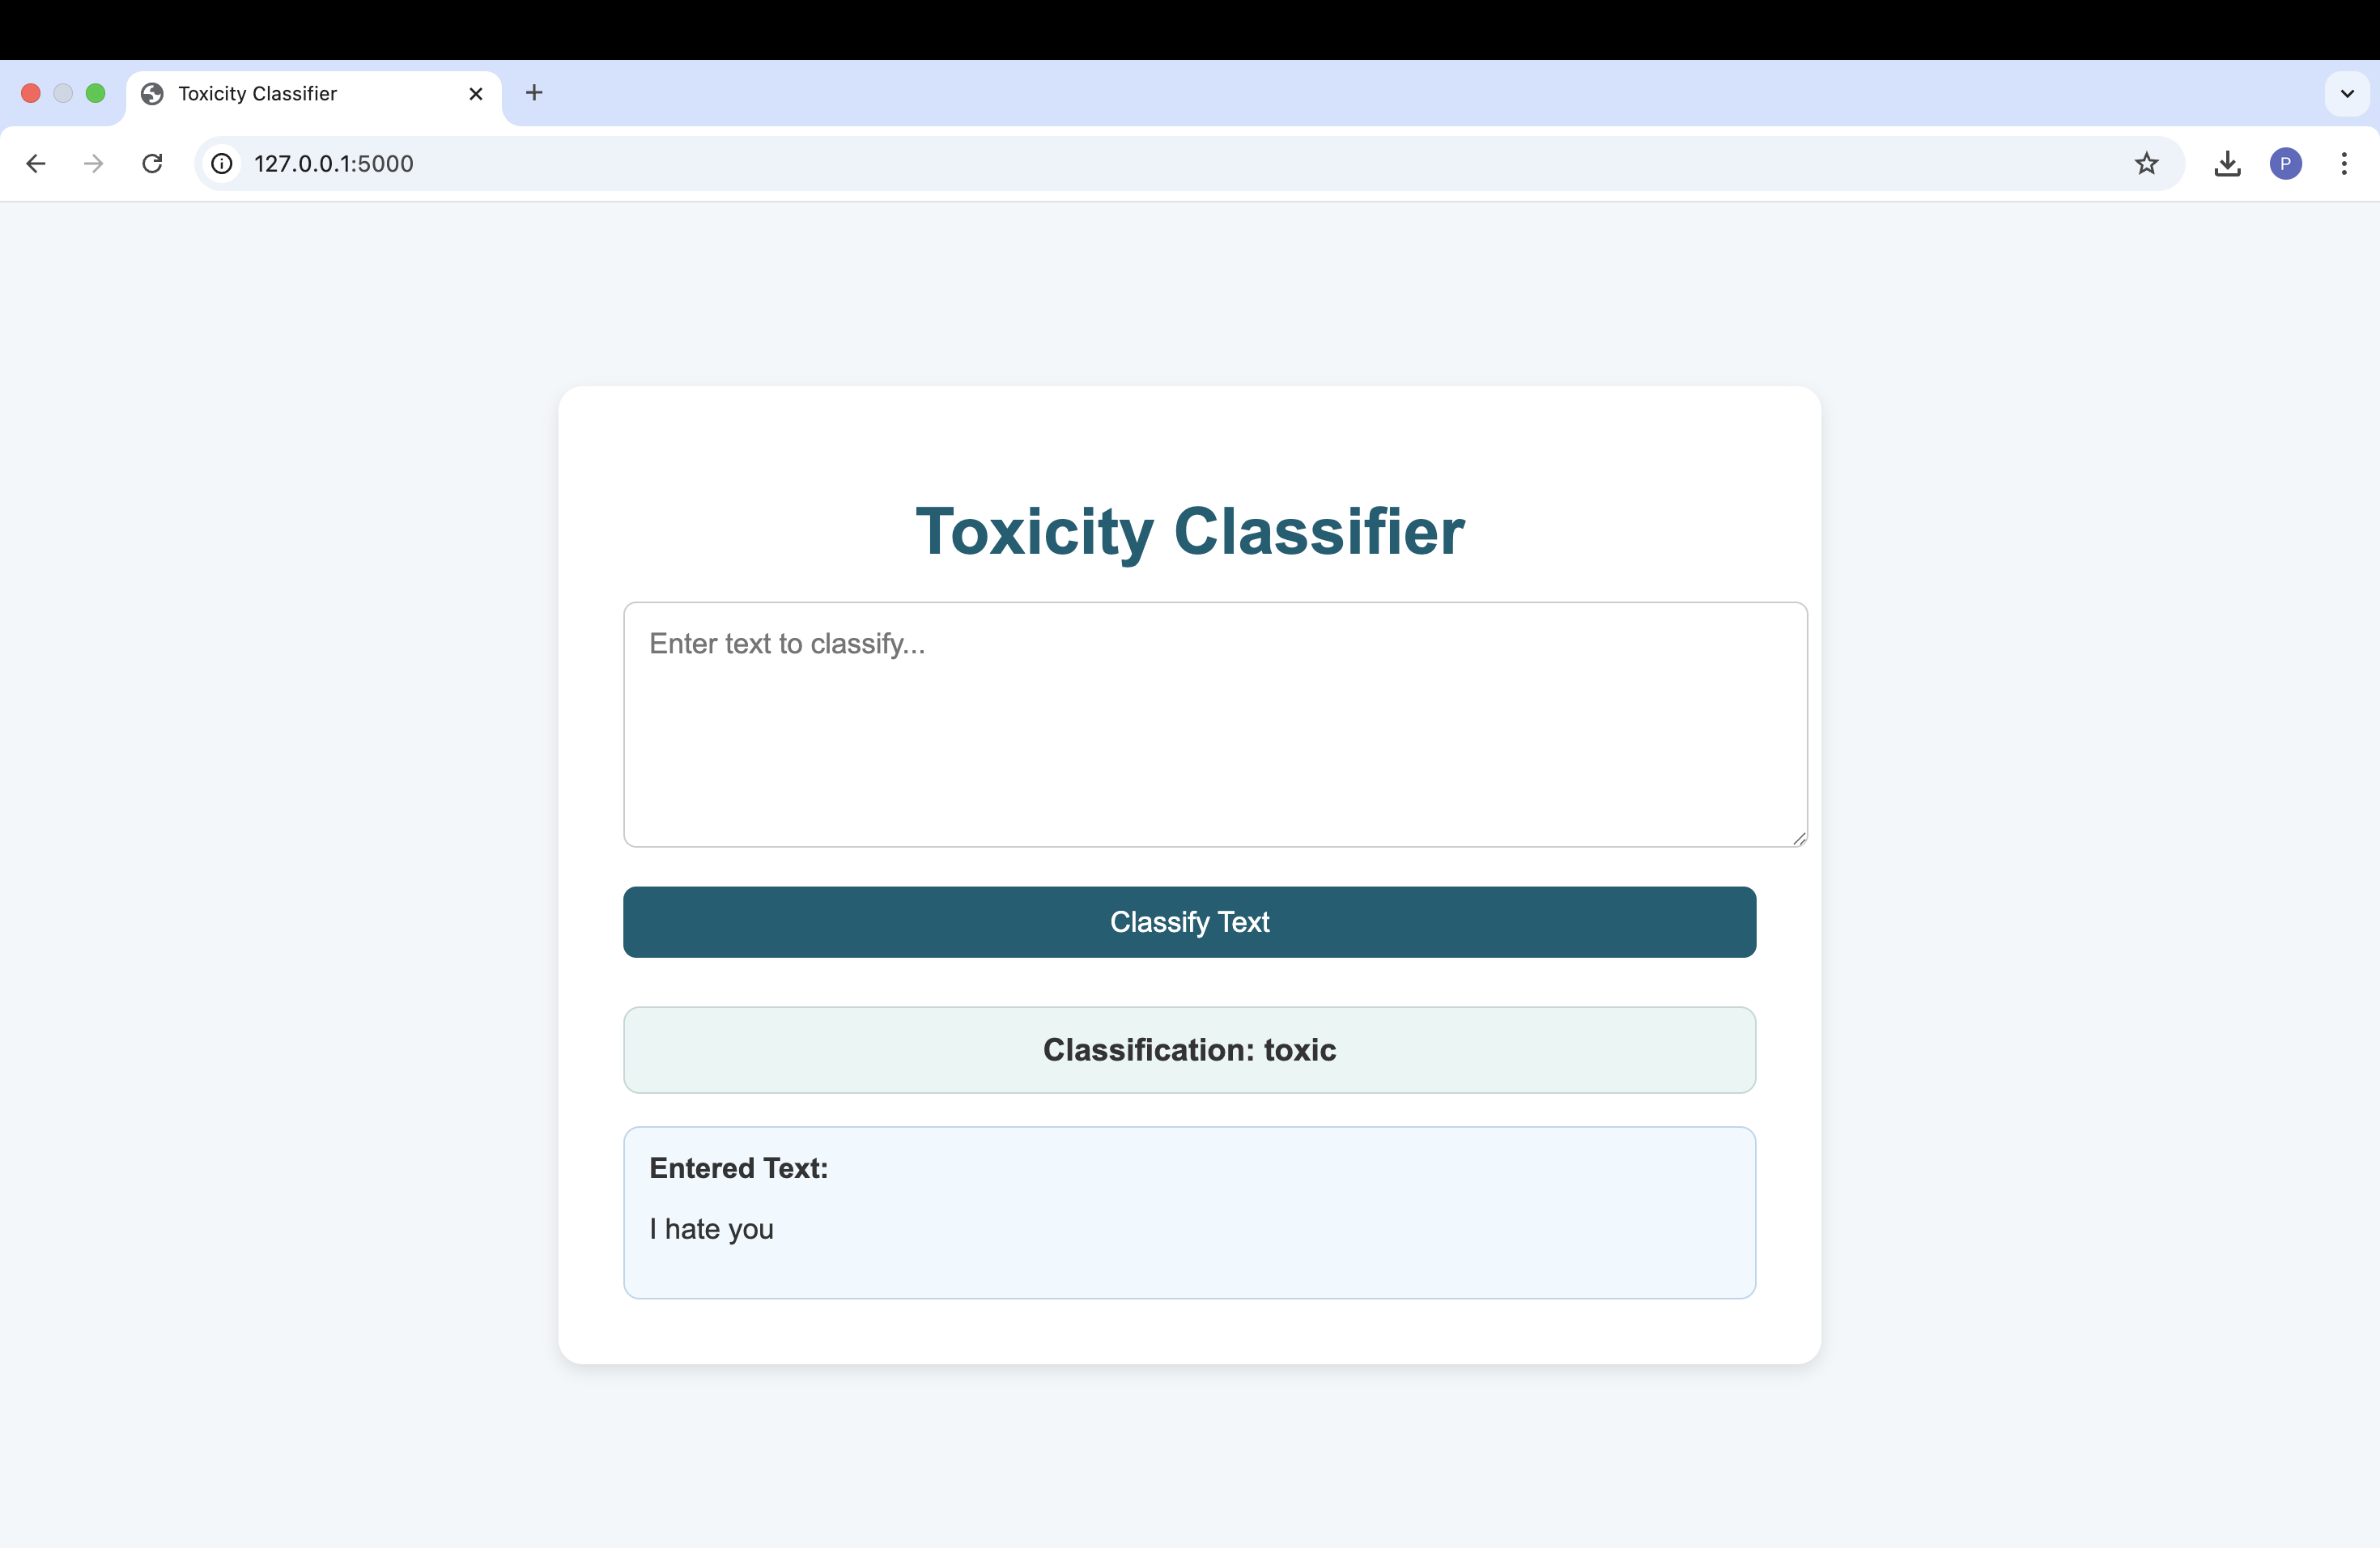 Toxicity Classifier
127.0.0.1:5000
P
Toxicity Classifier
Enter text to classify...
Classify Text
Classification: toxic
Entered Text:
I hate you